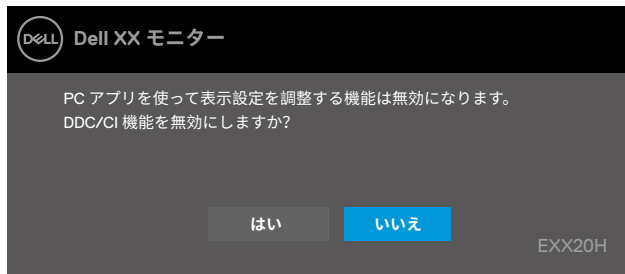 DELL Dell XX モニター
PC アプリを使って表示設定を調整する機能は無効になります。
DDC/CI 機能を無効にしますか?
はい いいえ
EXX20H